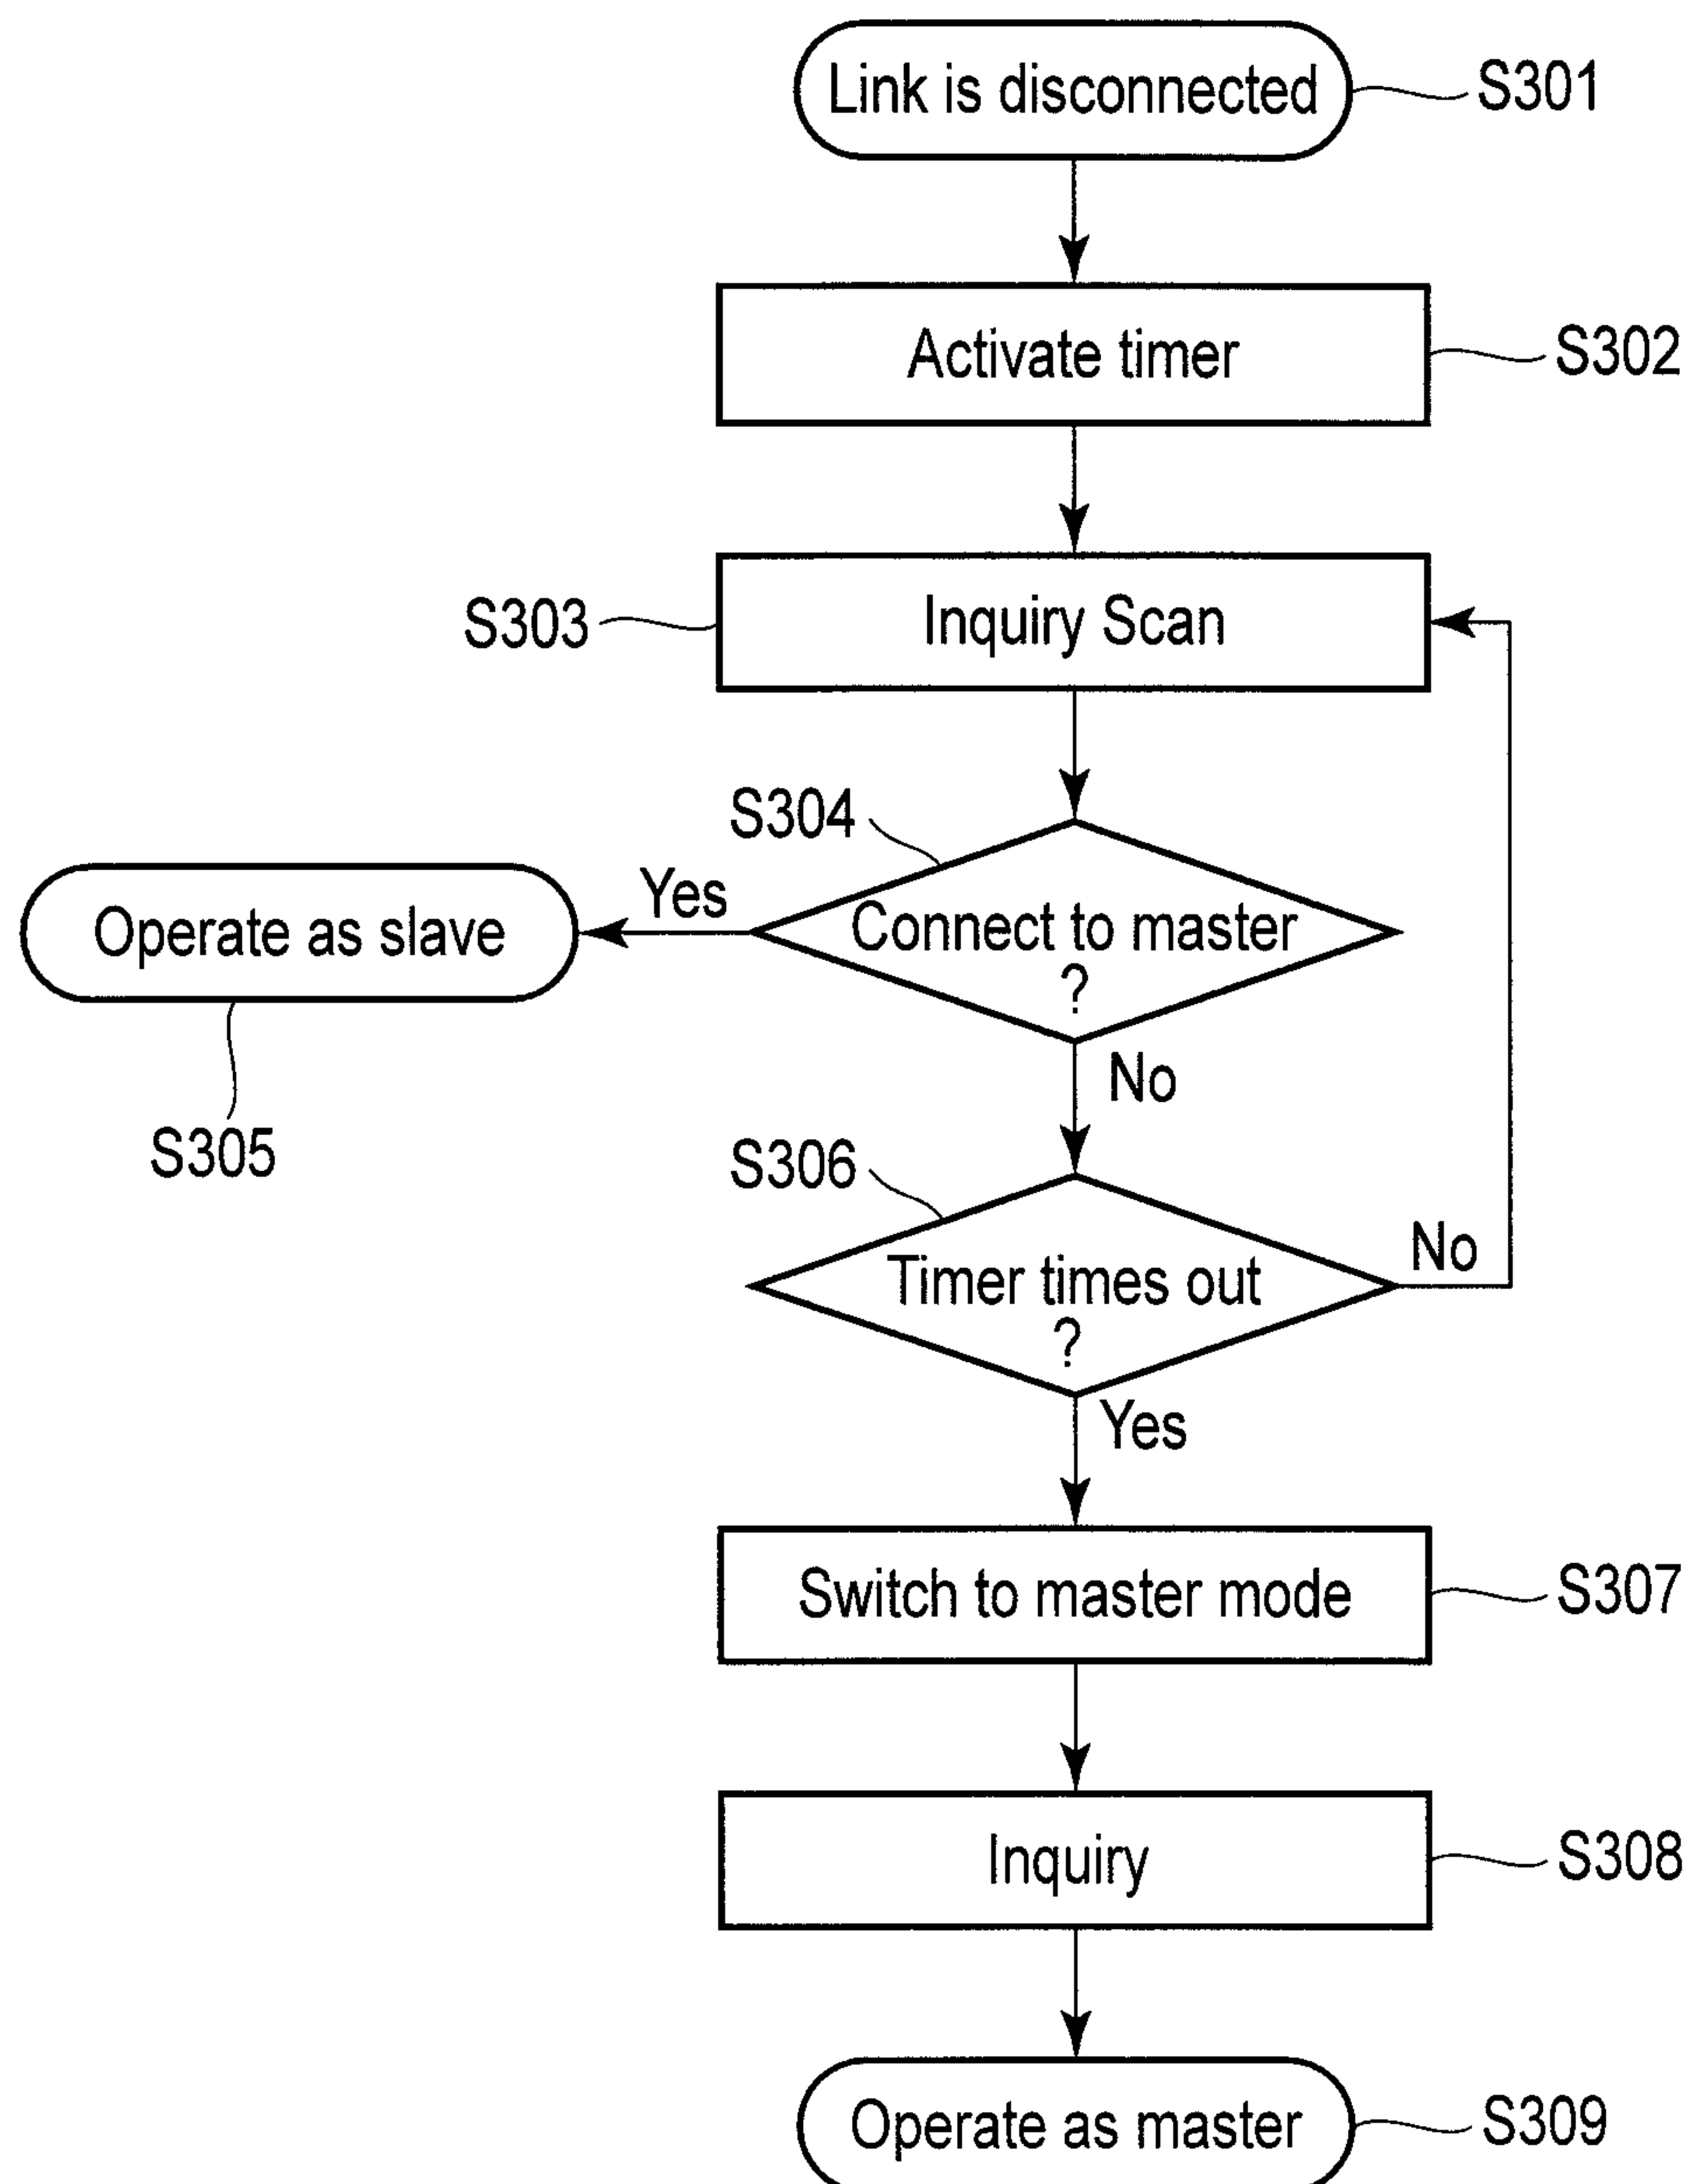 Link is disconnected
S301
Activate timer
S302
S303
Inquiry Scan
S304
Yes
Operate as slave
Connect to master
?
No
S305
S306
No
Timer times out
?
Yes
Switch to master mode
S307
Inquiry
S308
Operate as master
S309